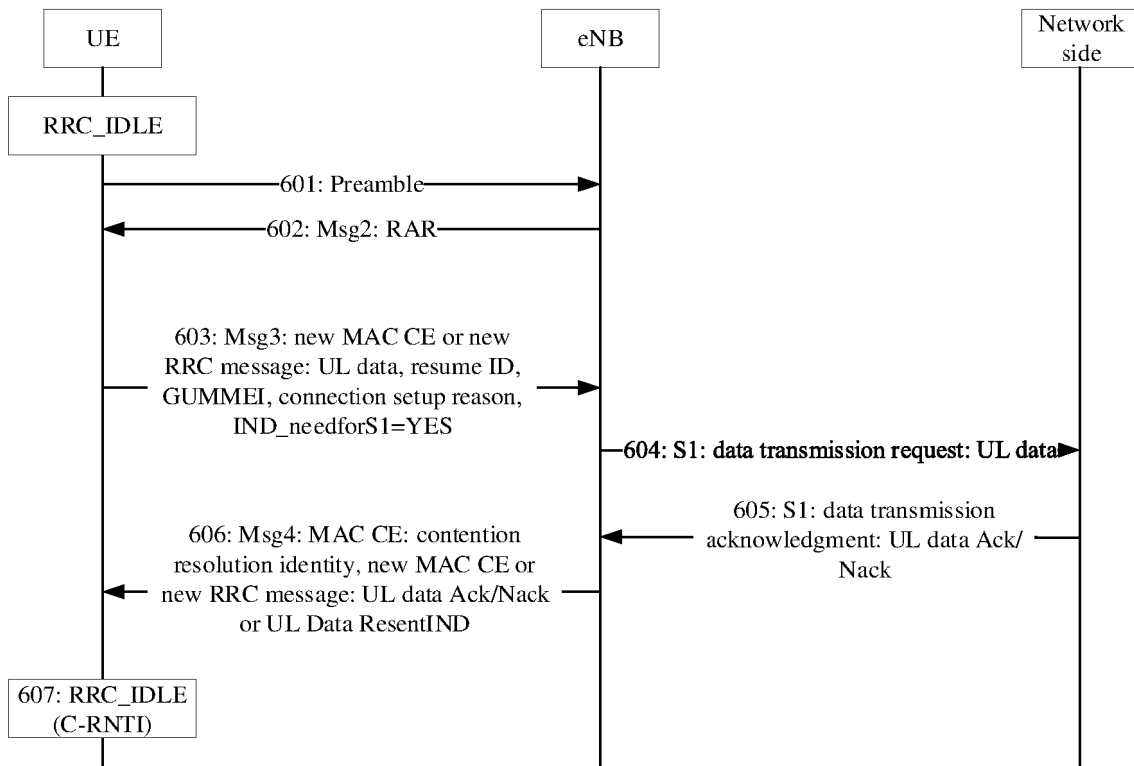 UE
eNB
Network
side
RRC_IDLE
601: Preamble
602: Msg2: RAR
603: Msg3: new MAC CE or new
RRC message: UL data, resume ID,
GUMMEI, connection setup reason,
IND_needforS1=YES
604: S1: data transmission request: UL data
605: S1: data transmission
acknowledgment: UL data Ack/
Nack
606: Msg4: MAC CE: contention
resolution identity, new MAC CE or
new RRC message: UL data Ack/Nack
or UL Data ResentIND
607: RRC_IDLE
(C-RNTI)